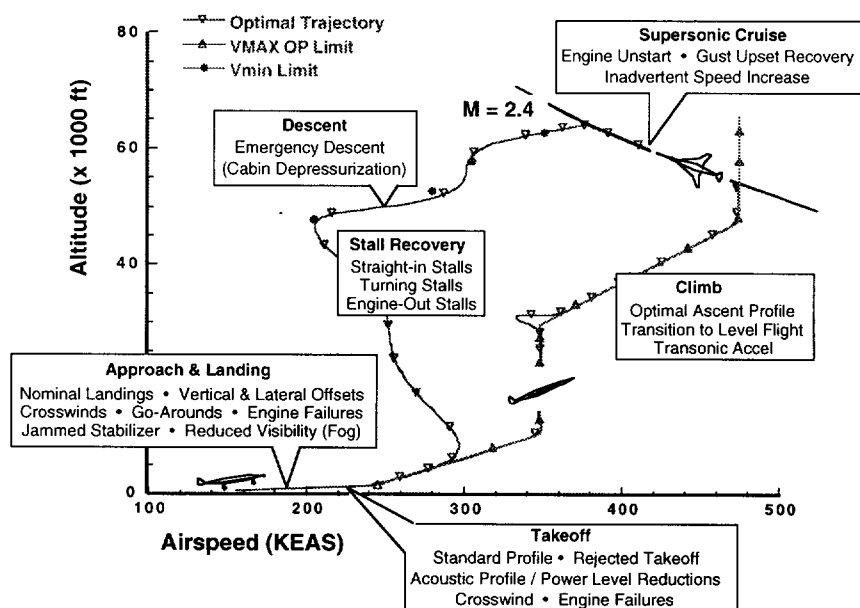 Optimal Trajectory
VMAX OP Limit
Vmin Limit
Supersonic Cruise
Engine Unstart • Gust Upset Recovery
Inadvertent Speed Increase
M = 2.4
Descent
Emergency Descent
(Cabin Depressurization)
Stall Recovery
Straight-in Stalls
Turning Stalls
Engine-Out Stalls
Climb
Optimal Ascent Profile
Transition to Level Flight
Transonic Accel
Approach & Landing
Nominal Landings • Vertical & Lateral Offsets
Crosswinds • Go-Arounds • Engine Failures
Jammed Stabilizer • Reduced Visibility (Fog)
Takeoff
Standard Profile • Rejected Takeoff
Acoustic Profile / Power Level Reductions
Crosswind • Engine Failures
Altitude (x 1000 ft)
80
60
40
0
100
200
300
400
500
Airspeed (KEAS)